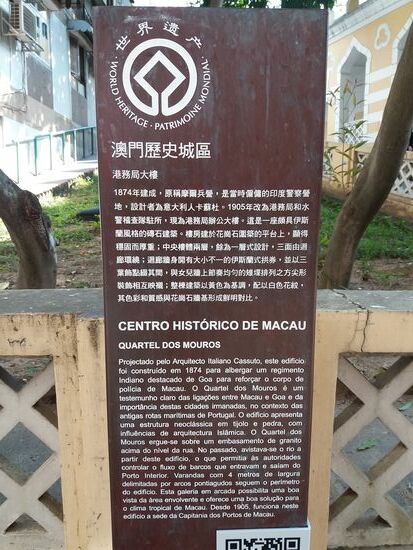 世界遺产
WORLD HERITAGE · PATRIMOINE MONDIAL ·
澳門歷史城區
港務局大樓
1874年建成，原稱摩爾兵營，是當時僱傭的印度警察營
地，設計者為意大利人卡蘇杜。1905年改為港務局和水
警稽查隊駐所，現為港務局辦公大樓。這是一座頗具伊斯
蘭風格的磚石建築。樓房建於花崗石圍築的平台上，顯得
穩固而厚重；中央樓體兩層，餘為一層式設計，三面由迴
廊環繞；迴廊牆身開有大小不一的伊斯蘭式拱券，並以三
葉飾點綴其間，與女兒牆上節奏均勻的雉堞排列之方尖形
裝飾相互映襯；整棟建築以黃色為基調，配以白色花紋，
其色彩和質感與花崗石牆基形成鮮明對比。
CENTRO HISTÓRICO DE MACAU
QUARTEL DOS MOUROS
Projectado pelo Arquitecto Italiano Cassuto, este edifício
foi construído em 1874 para albergar um regimento
Indiano destacado de Goa para reforçar o corpo de
polícia de Macau. O Quartel dos Mouros é um
testemunho claro das ligações entre Macau e Goa e da
importância destas cidades irmanadas, no contexto das
antigas rotas marítimas de Portugal. O edifício apresenta
uma estrutura neoclássica em tijolo e pedra, com
influências de arquitectura Islâmica. O Quartel dos
Mouros ergue-se sobre um embasamento de granito
acima do nível da rua. No passado, avistava-se o rio a
partir deste edifício, o que permitia às autoridades
controlar o fluxo de barcos que entravam e saíam do
Porto Interior. Varandas com 4 metros de largura
delimitadas por arcos pontiagudos seguem o perímetro
do edifício. Esta galeria em arcada possibilita uma boa
vista da área envolvente e oferece uma boa solução para
o clima tropical de Macau. Desde 1905, funciona neste
edifício a sede da Capitania dos Portos de Macau.